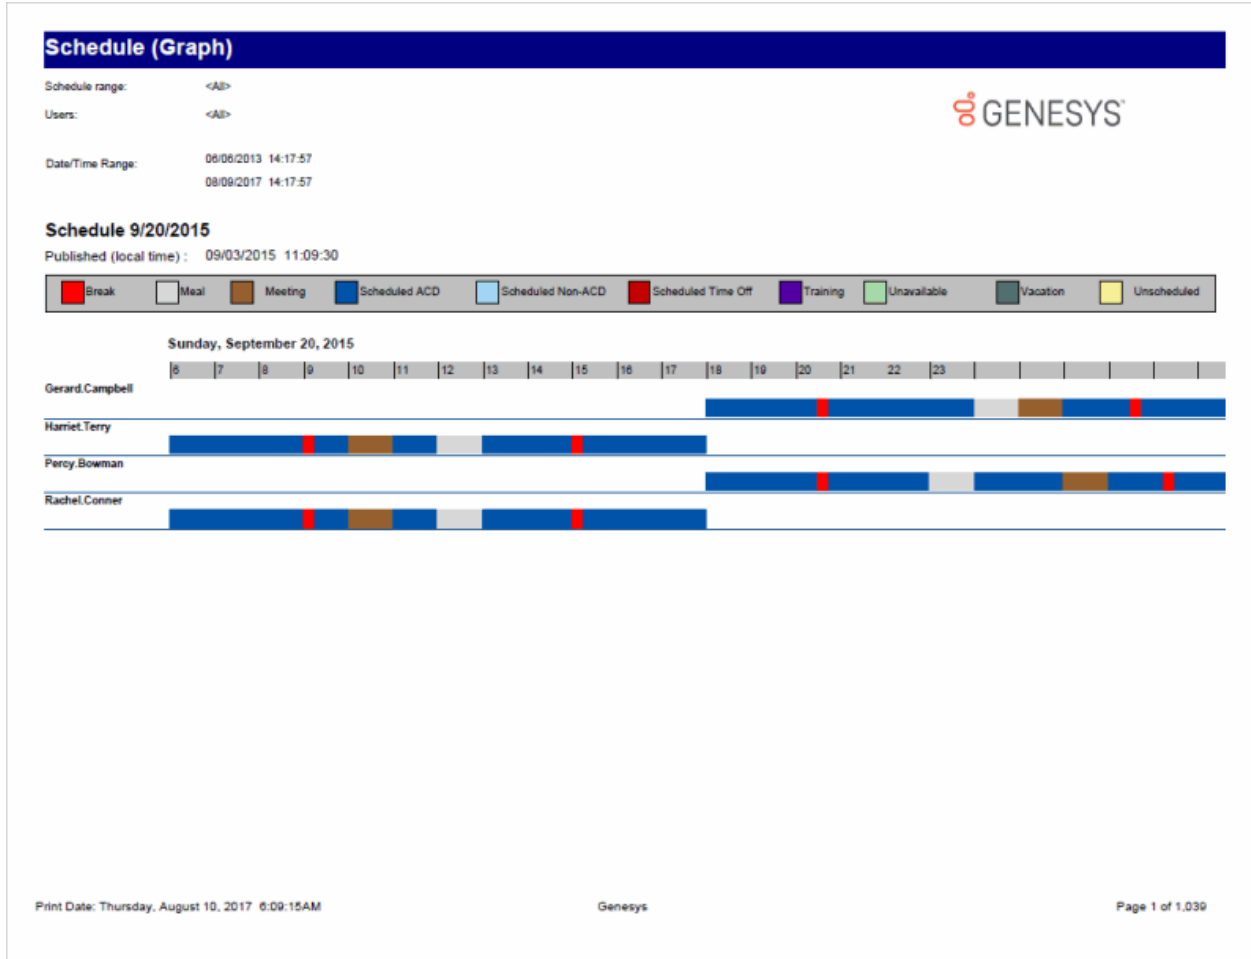 Schedule (Graph)
Schedule range: <All>
Users: <All>
GENESYS
Date/Time Range: 06/06/2013 14:17:57
08/09/2017 14:17:57
Schedule 9/20/2015
Published (local time) : 09/03/2015 11:09:30
Break Meal Meeting Scheduled ACD Scheduled Non-ACD Scheduled Time Off Training Unavailable Vacation Unscheduled
Sunday, September 20, 2015
6 7 8 9 10 11 12 13 14 15 16 17 18 19 20 21 22 23
Gerard.Campbell
Harriet.Terry
Percy.Bowman
Rachel.Conner
Print Date: Thursday, August 10, 2017 6:09:15AM Genesys Page 1 of 1,039